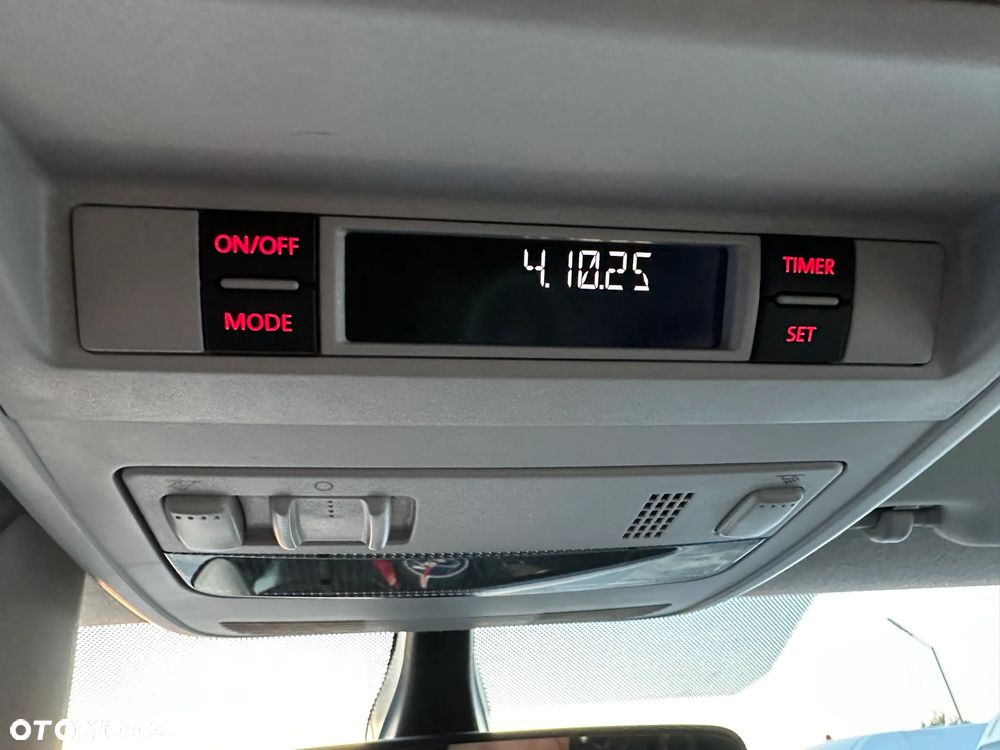 ON/OFF
4.10.25
TIMER
MODE
SET
OTOMOTO